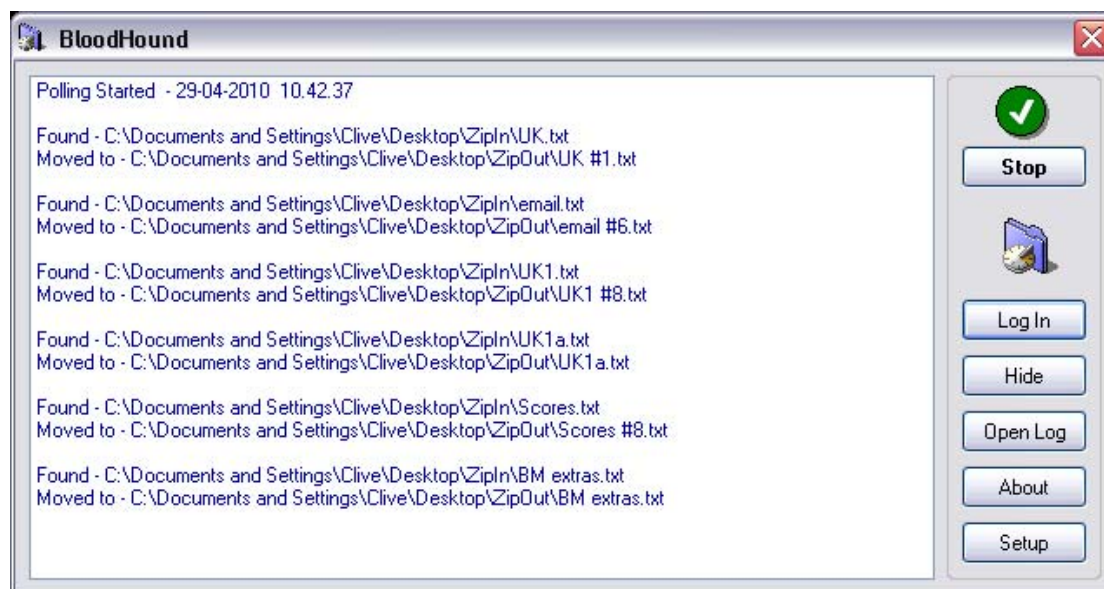 BloodHound
Polling Started - 29-04-2010 10.42.37
Found - C:\Documents and Settings\Clive\Desktop\ZipIn\UK.txt
Moved to - C:\Documents and Settings\Clive\Desktop\ZipOut\UK #1.txt
Found - C:\Documents and Settings\Clive\Desktop\ZipIn\email.txt
Moved to - C:\Documents and Settings\Clive\Desktop\ZipOut\email #6.txt
Found - C:\Documents and Settings\Clive\Desktop\ZipIn\UK1.txt
Moved to - C:\Documents and Settings\Clive\Desktop\ZipOut\UK1 #8.txt
Found - C:\Documents and Settings\Clive\Desktop\ZipIn\UK1a.txt
Moved to - C:\Documents and Settings\Clive\Desktop\ZipOut\UK1a.txt
Found - C:\Documents and Settings\Clive\Desktop\ZipIn\Scores.txt
Moved to - C:\Documents and Settings\Clive\Desktop\ZipOut\Scores #8.txt
Found - C:\Documents and Settings\Clive\Desktop\ZipIn\BM extras.txt
Moved to - C:\Documents and Settings\Clive\Desktop\ZipOut\BM extras.txt
Stop
Log In
Hide
Open Log
About
Setup